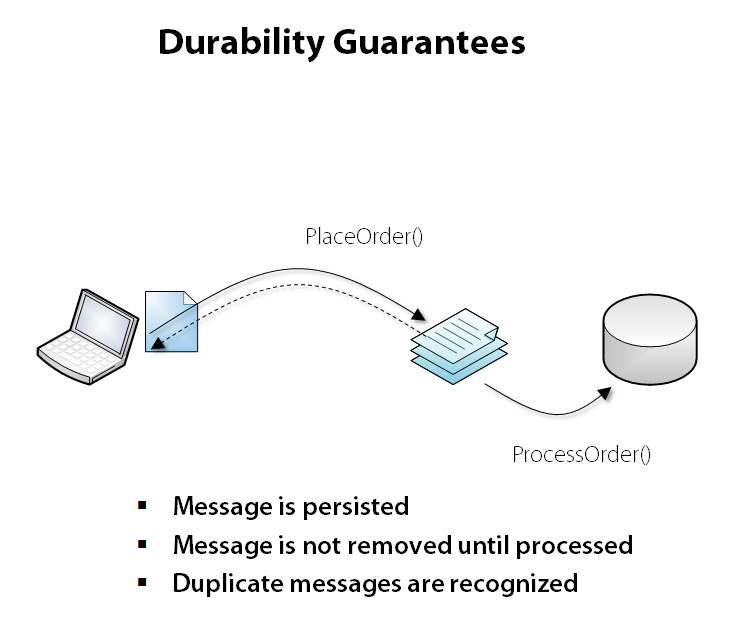 Durability Guarantees
PlaceOrder()
ProcessOrder()
▪ Message is persisted
▪ Message is not removed until processed
▪ Duplicate messages are recognized